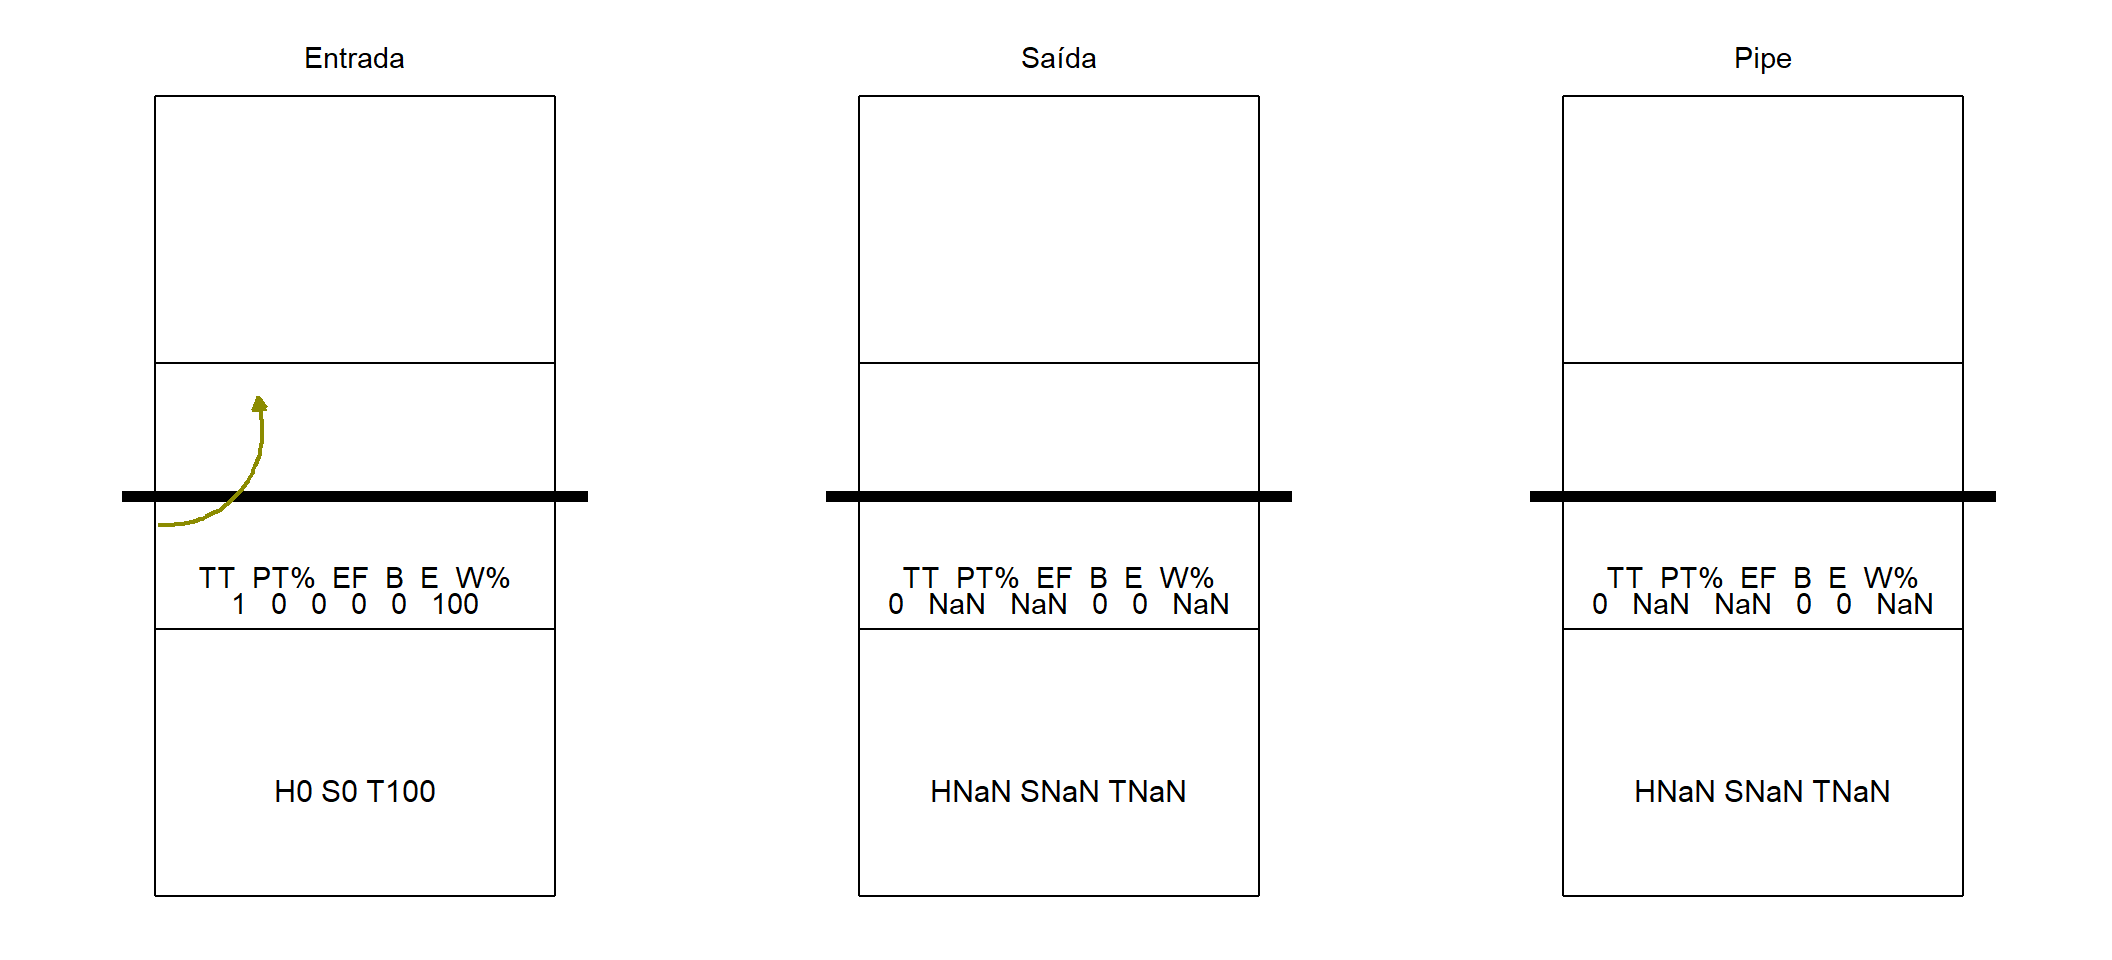 Entrada
Saída
Pipe
TT PT% EF B E W%
1 0 0 0 0 100
TT PT% EF B E W%
0 NaN NaN 0 0 NaN
TT PT% EF B E W%
0 NaN NaN 0 0 NaN
H0 S0 T100
HNaN SNaN TNaN
HNaN SNaN TNaN